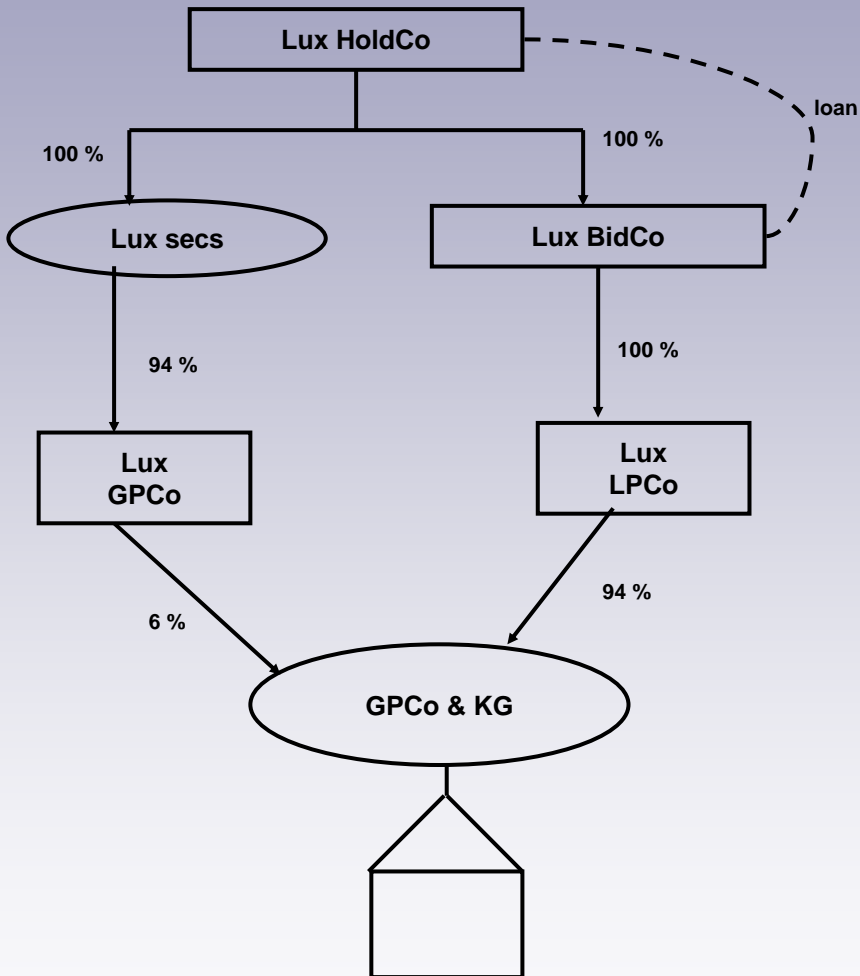 Lux HoldCo
loan
100 %
100 %
Lux secs
Lux BidCo
94 %
100 %
Lux
GPCo
Lux
LPCo
6 %
94 %
GPCo & KG